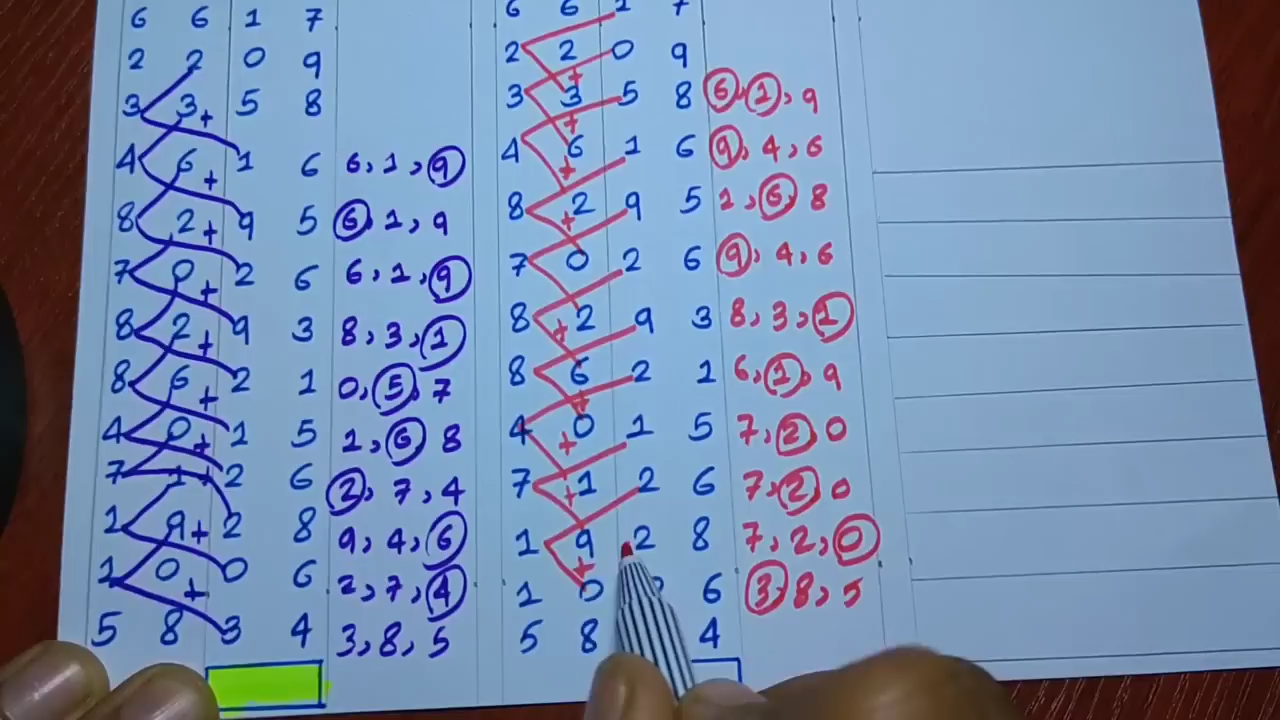 6 6 1 7 6 6 1 7
2 2 0 9 2 2 0 9
3 3 + 5 8 3 3 5 8 6, 1, 9
4 6 + 1 6 6, 1, 9 4 6 1 6 9, 4, 6
8 2 + 9 5 6, 1, 9 8 2 9 5 1, 6, 8
7 0 + 2 6 6, 1, 9 7 0 2 6 9, 4, 6
8 2 + 9 3 8, 3, 1 8 + 2 9 3 8, 3, 1
8 6 + 2 1 0, 5, 7 8 6 2 1 6, 1, 9
4 0 + 1 5 1, 6, 8 4 + 0 1 5 7, 2, 0
7 1 + 2 6 2, 7, 4 7 + 1 2 6 7, 2, 0
1 9 + 2 8 9, 4, 6 1 9 2 8 7, 2, 0
1 0 + 0 6 2, 7, 4 1 0 6 3, 8, 5
5 8 3 4 3, 8, 5 5 8 4